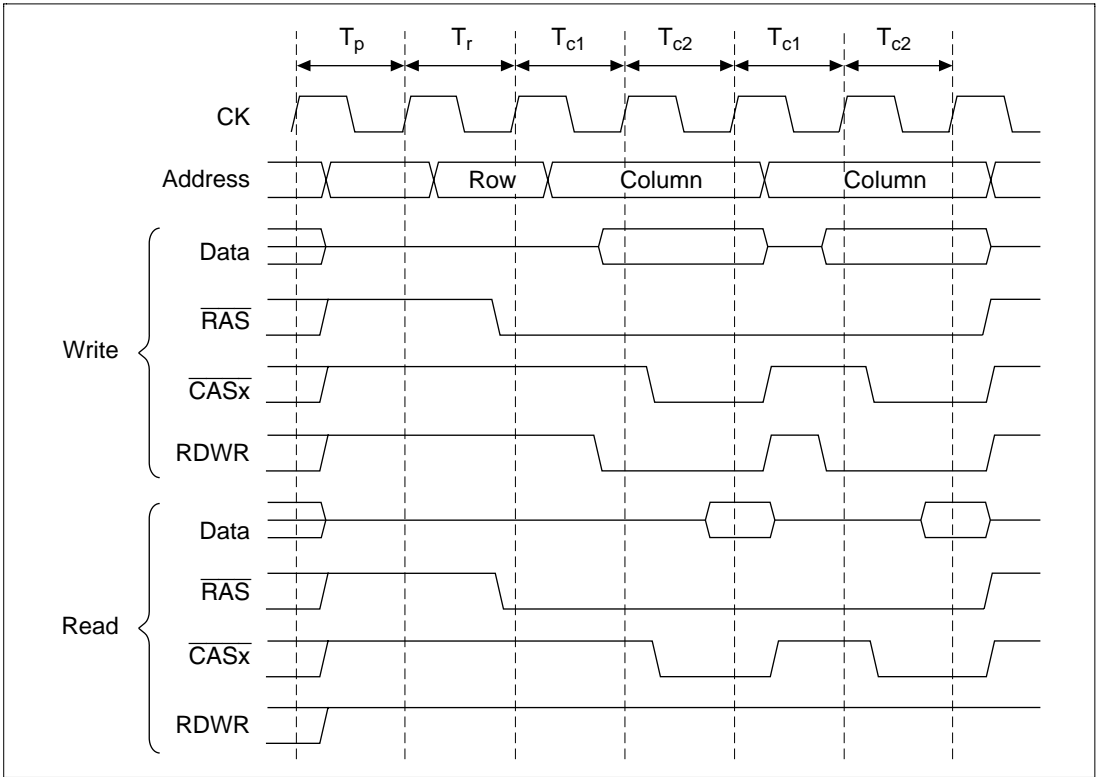 Tp Tr Tc1 Tc2 Tc1 Tc2
CK
Address Row Column Column
Data
RAS
Write
CASx
RDWR
Data
RAS
Read
CASx
RDWR